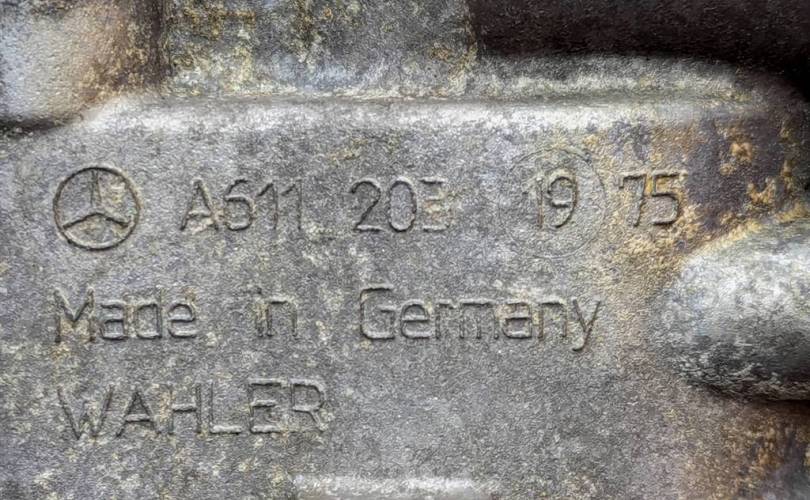 A611 203 19 75
Made in Germany
WAHLER